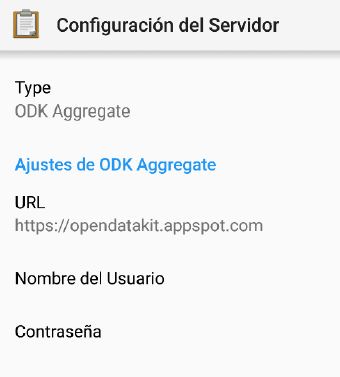 Configuración del Servidor
Type
ODK Aggregate
Ajustes de ODK Aggregate
URL
https://opendatakit.appspot.com
Nombre del Usuario
Contraseña